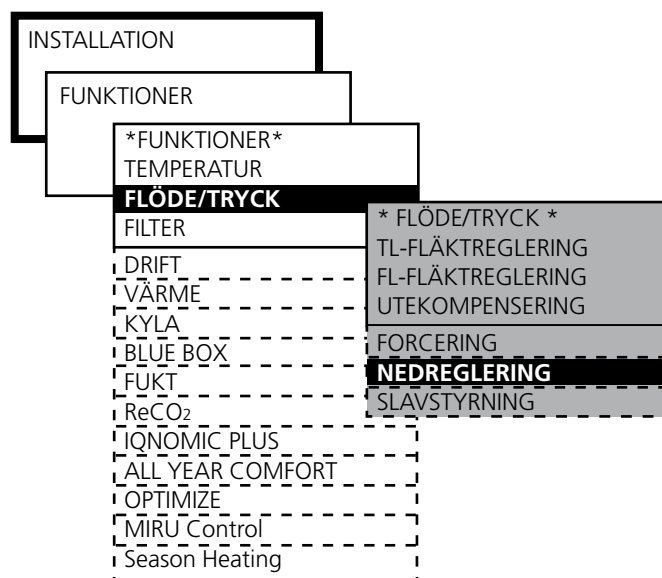 INSTALLATION
FUNKTIONER
*FUNKTIONER*
TEMPERATUR
FLÖDE/TRYCK
FILTER
DRIFT
VÄRME
KYLA
BLUE BOX
FUKT
ReCO2
IQNOMIC PLUS
ALL YEAR COMFORT
OPTIMIZE
MIRU Control
Season Heating
* FLÖDE/TRYCK *
TL-FLÄKTREGLERING
FL-FLÄKTREGLERING
UTEKOMPENSERING
FORCERING
NEDREGLERING
SLAVSTYRNING